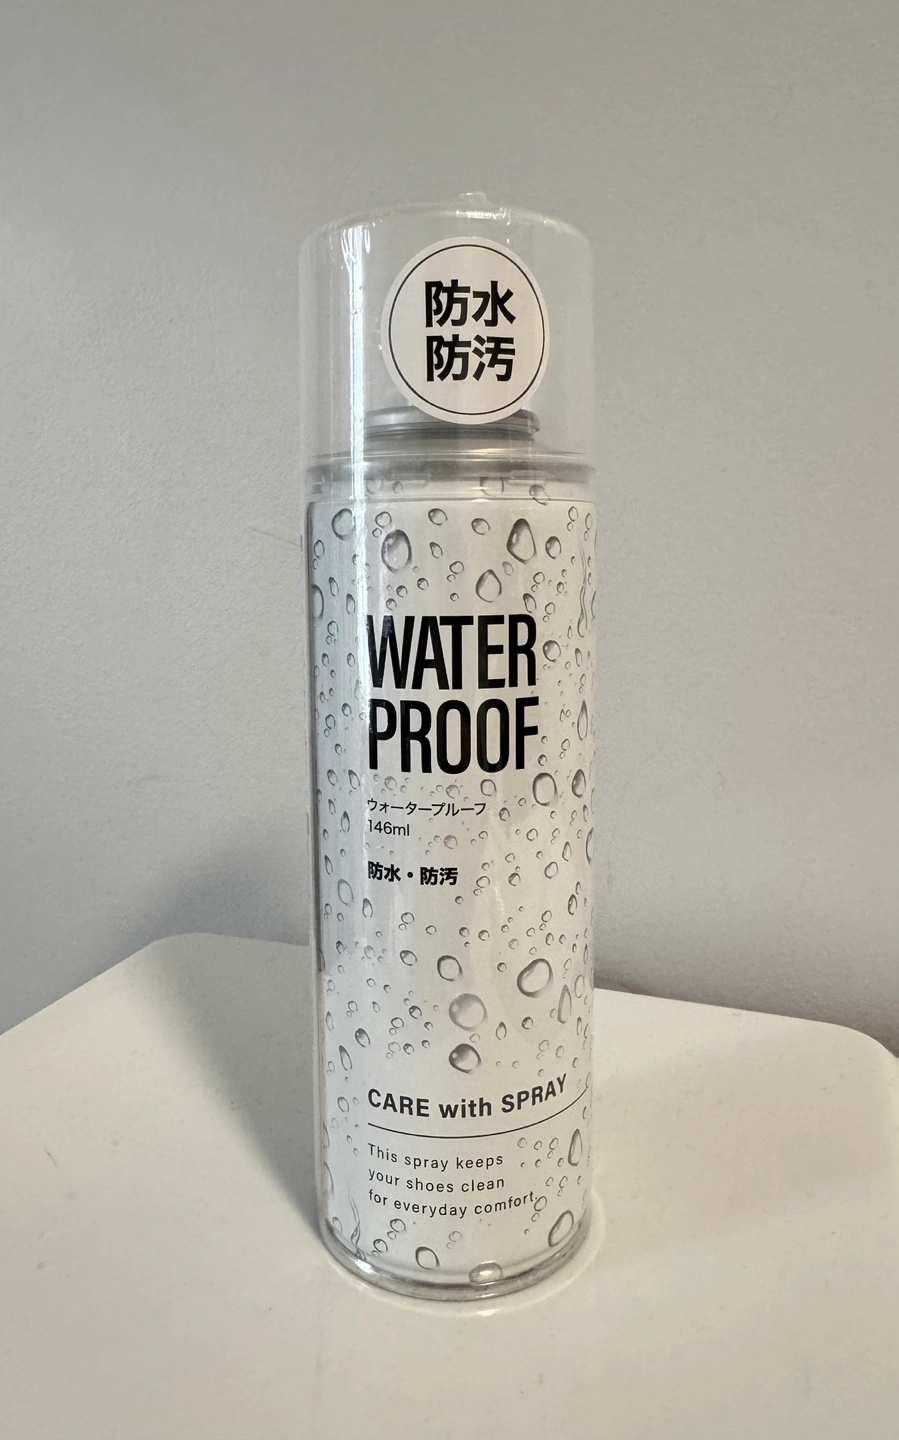 防水
防汚
WATER
PROOF
ウォータープルーフ
146ml
防水・防汚
CARE with SPRAY
This spray keeps
your shoes clean
for everyday comfort.